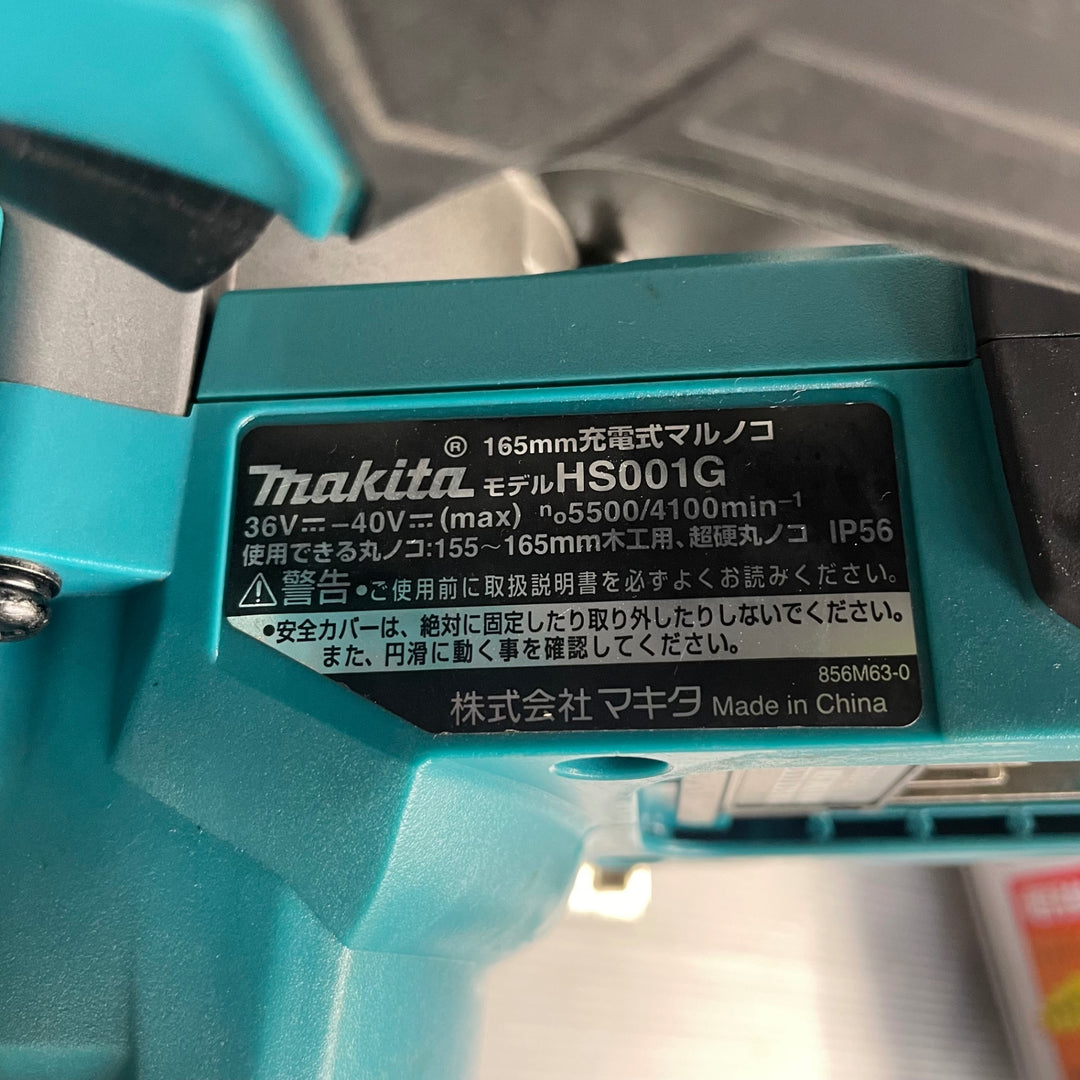 ® 165mm充電式マルノコ
makita モデルHS001G
36V⎓–40V⎓(max) n₀5500/4100min⁻¹
使用できる丸ノコ:155～165mm木工用、超硬丸ノコ IP56
⚠警告●ご使用前に取扱説明書を必ずよくお読みください。
●安全カバーは、絶対に固定したり取り外したりしないでください。
また、円滑に動く事を確認してください。
856M63-0
株式会社マキタ Made in China